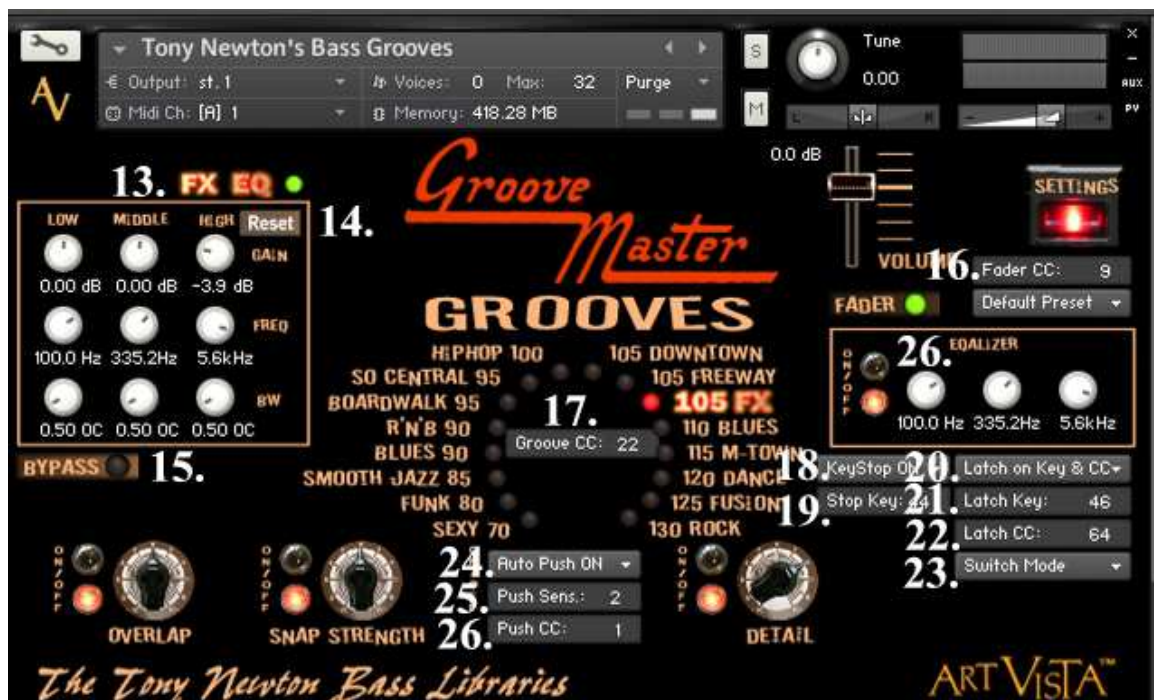 Tony Newton's Bass Grooves
Output: st.1
Voices: 0 Max: 32
Purge
Midi Ch: [A] 1
Memory: 418.28 MB
S
M
Tune
0.00
L
R
-
+
×
-
AUX
PV
AV
13. FX EQ
14.
LOW MIDDLE HIGH Reset
GAIN
0.00 dB 0.00 dB -3.9 dB
FREQ
100.0 Hz 335.2Hz 5.6kHz
BW
0.50 OC 0.50 OC 0.50 OC
BYPASS 15.
Groove
Master
GROOVES
0.0 dB
VOLUME
SETTINGS
16. Fader CC: 9
FADER
Default Preset
HIPHOP 100
SO CENTRAL 95
BOARDWALK 95
R'N'B 90
BLUES 90
SMOOTH JAZZ 85
FUNK 80
SEXY 70
105 DOWNTOWN
105 FREEWAY
105 FX
110 BLUES
115 M-TOWN
120 DANCE
125 FUSION
130 ROCK
17.
Groove CC: 22
26. EQALIZER
ON/OFF
100.0 Hz 335.2Hz 5.6kHz
18. KeyStop ON
19. Stop Key: 44
20. Latch on Key & CC
21. Latch Key: 46
22. Latch CC: 64
23. Switch Mode
ON/OFF
OVERLAP
ON/OFF
SNAP STRENGTH
24. Auto Push ON
25. Push Sens.: 2
26. Push CC: 1
ON/OFF
DETAIL
The Tony Newton Bass Libraries
ART VISTA™